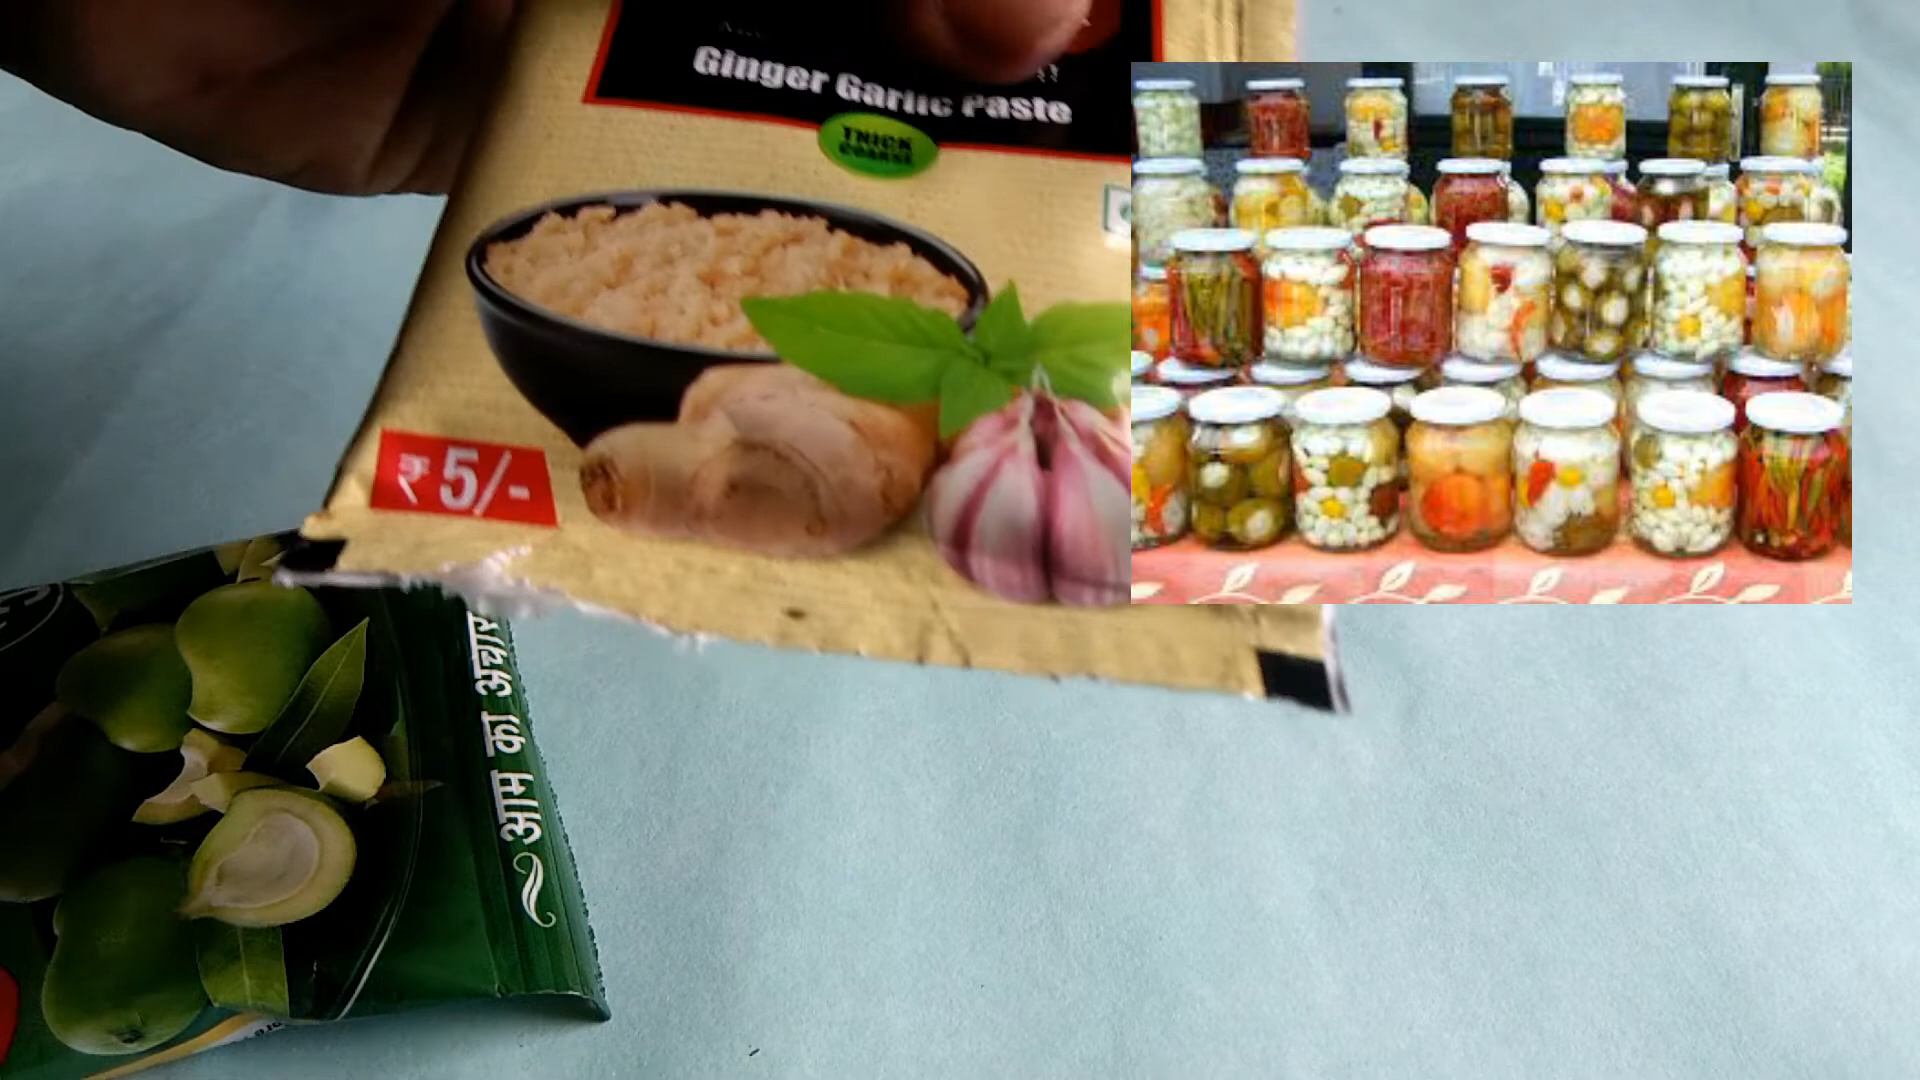 Ginger Garlic Paste
THICK
COARSE
₹ 5/-
आम का अचार